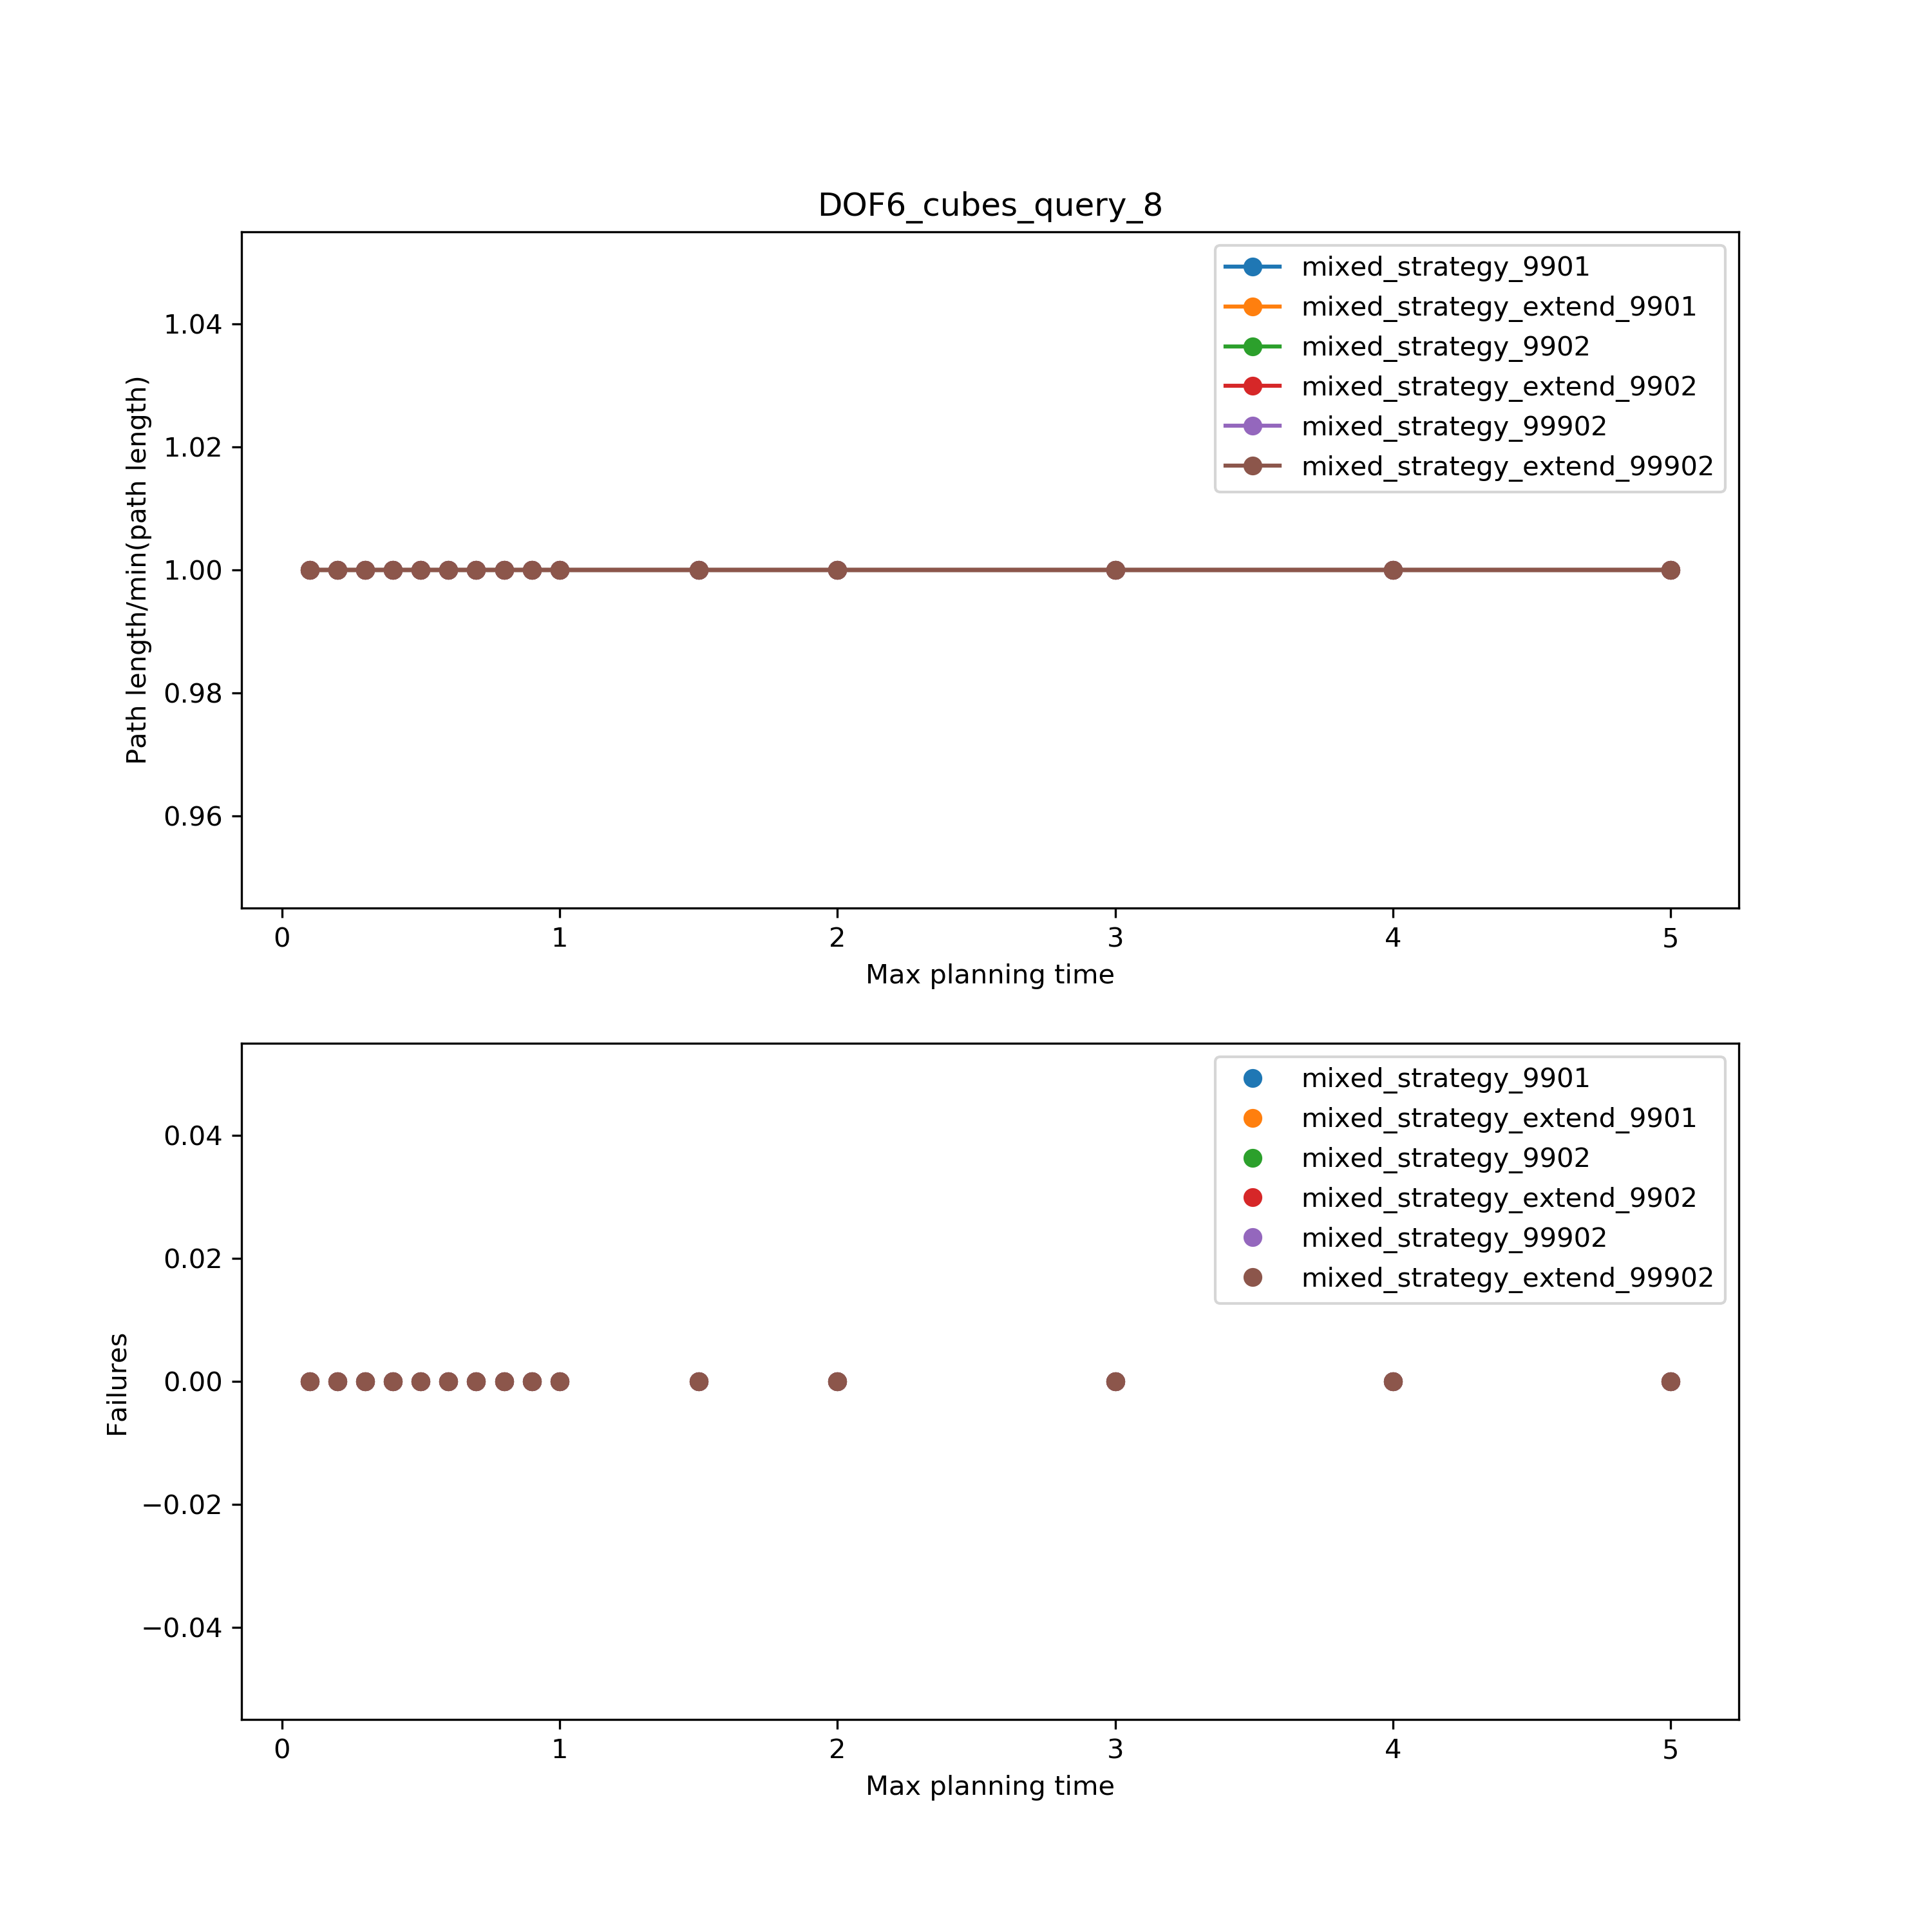 DOF6_cubes_query_8
mixed_strategy_9901
mixed_strategy_extend_9901
mixed_strategy_9902
mixed_strategy_extend_9902
mixed_strategy_99902
mixed_strategy_extend_99902
1.04
1.02
1.00
0.98
0.96
Path length/min(path length)
0 1 2 3 4 5
Max planning time
mixed_strategy_9901
mixed_strategy_extend_9901
mixed_strategy_9902
mixed_strategy_extend_9902
mixed_strategy_99902
mixed_strategy_extend_99902
0.04
0.02
0.00
−0.02
−0.04
Failures
0 1 2 3 4 5
Max planning time